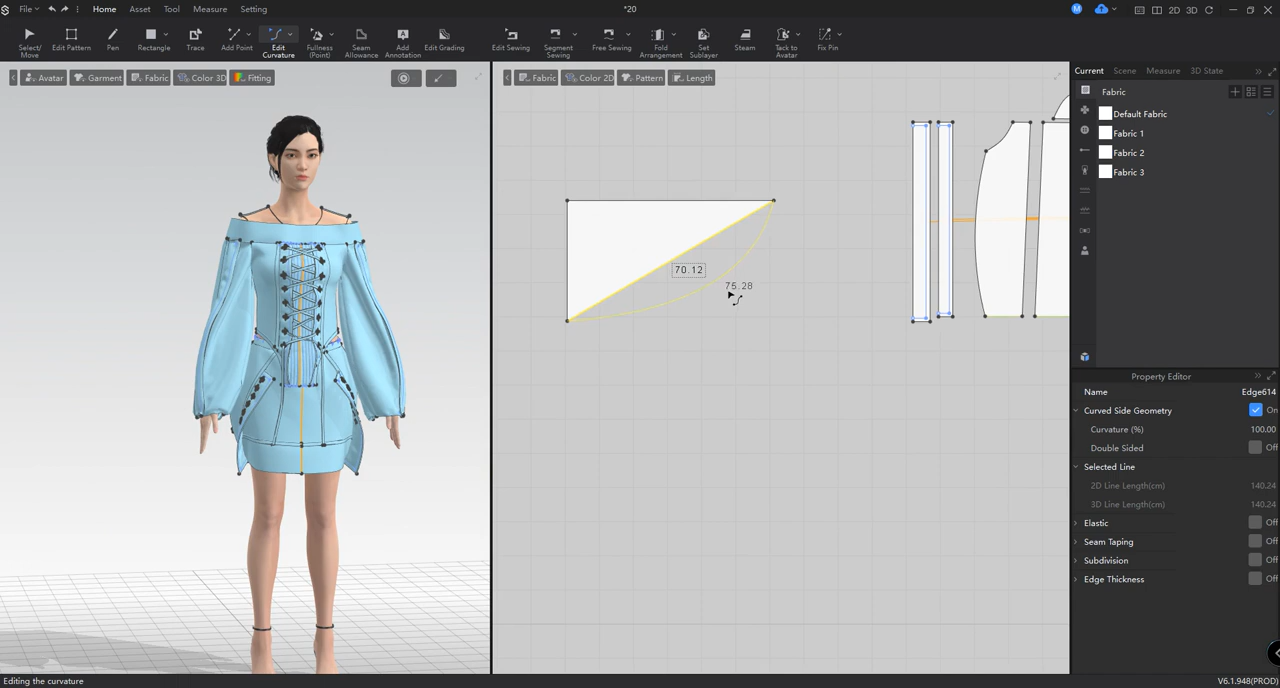 File Home Asset Tool Measure Setting *20 M 2D 3D
Select/ Move Edit Pattern Pen Rectangle Trace Add Point Edit Curvature Fullness (Point) Seam Allowance Add Annotation Edit Grading Edit Sewing Segment Sewing Free Sewing Fold Arrangement Set Sublayer Steam Tack to Avatar Fix Pin
Avatar Garment Fabric Color 3D Fitting
Fabric Color 2D Pattern Length
Current Scene Measure 3D State
Fabric
Default Fabric
Fabric 1
Fabric 2
Fabric 3
70.12
75.28
Property Editor
Name Edge614
Curved Side Geometry On
Curvature (%) 100.00
Double Sided Off
Selected Line
2D Line Length(cm) 140.24
3D Line Length(cm) 140.24
Elastic Off
Seam Taping Off
Subdivision Off
Edge Thickness Off
Editing the curvature V6.1.948(PROD)